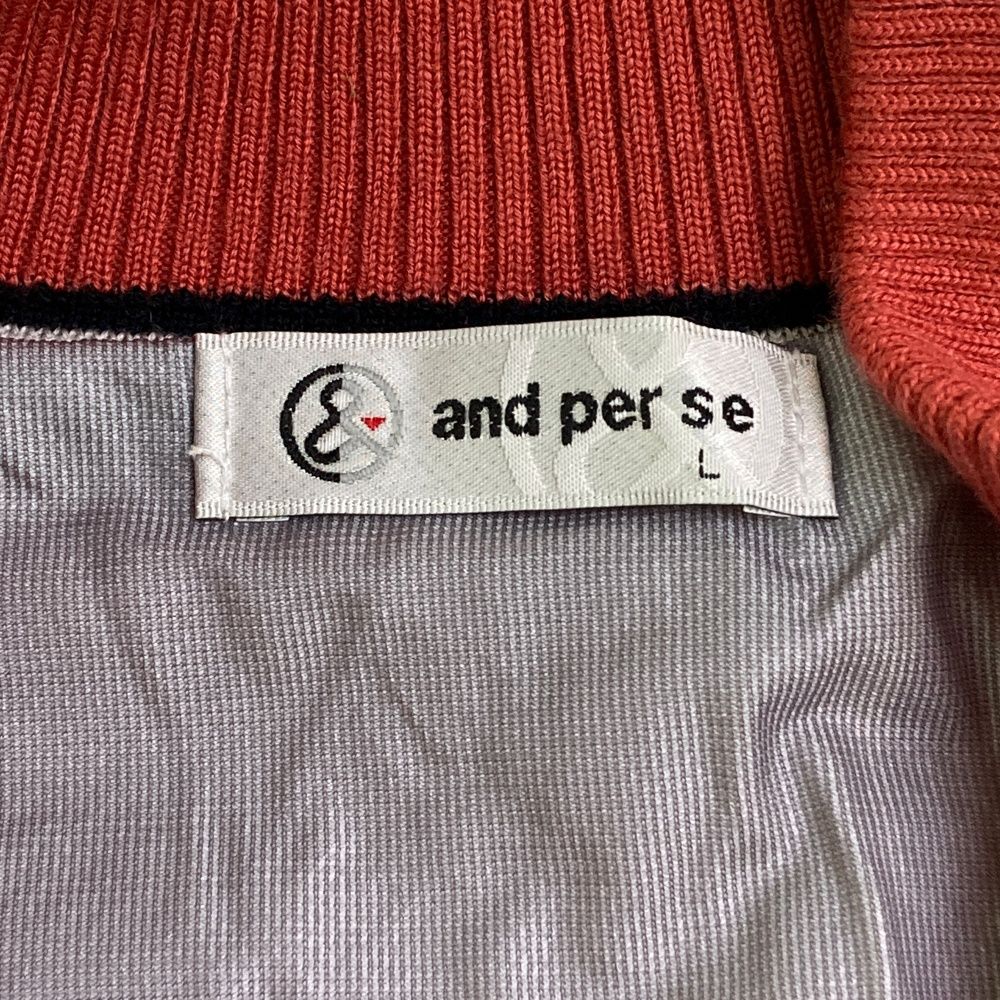 & and per se
L